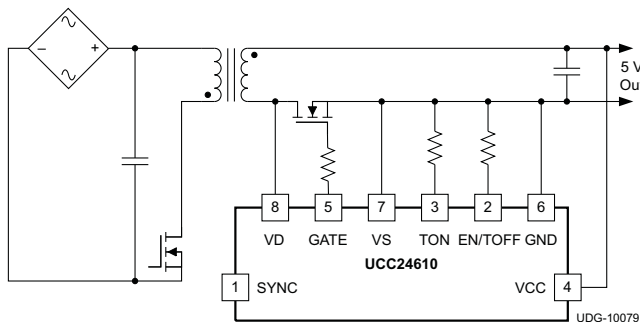 − +
5 V
Out
8 5 7 3 2 6
VD GATE VS TON EN/TOFF GND
UCC24610
1 SYNC VCC 4
UDG-10079